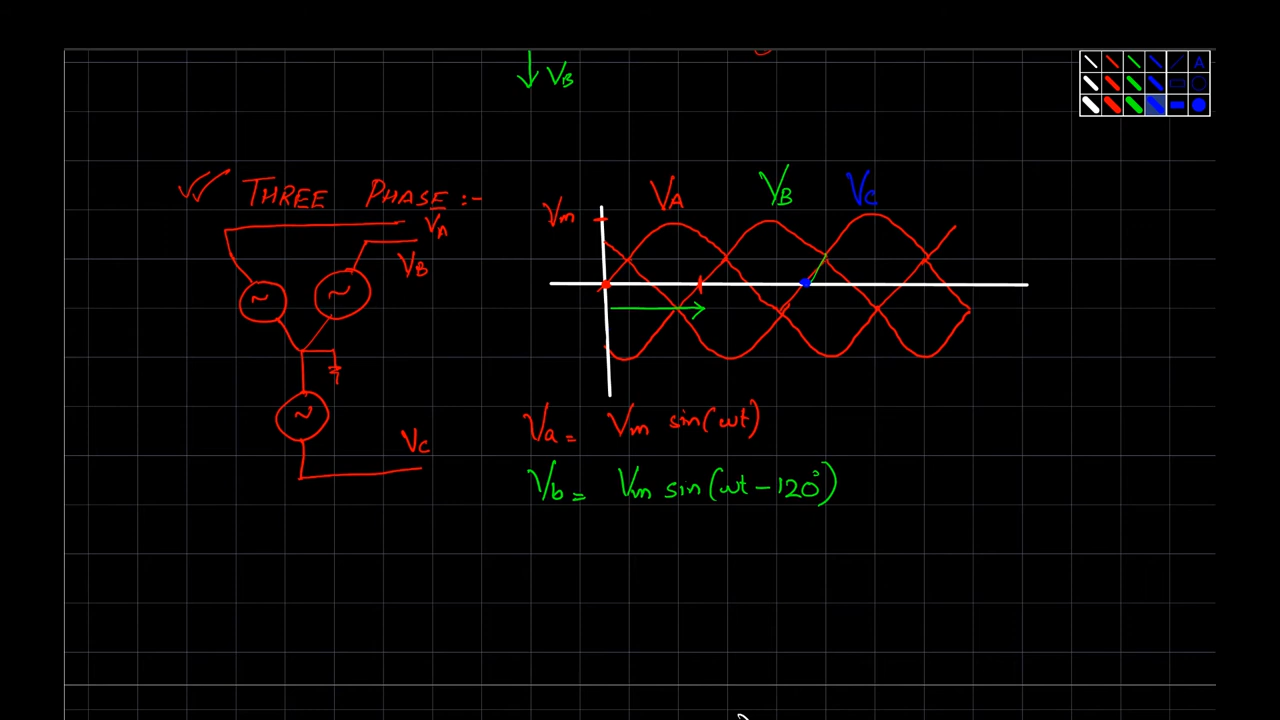 VB
THREE PHASE :-
VA
VB
VC
Vm
VA
VB
VC
Va = Vm sin(ωt)
Vb = Vm sin(ωt - 120°)
A